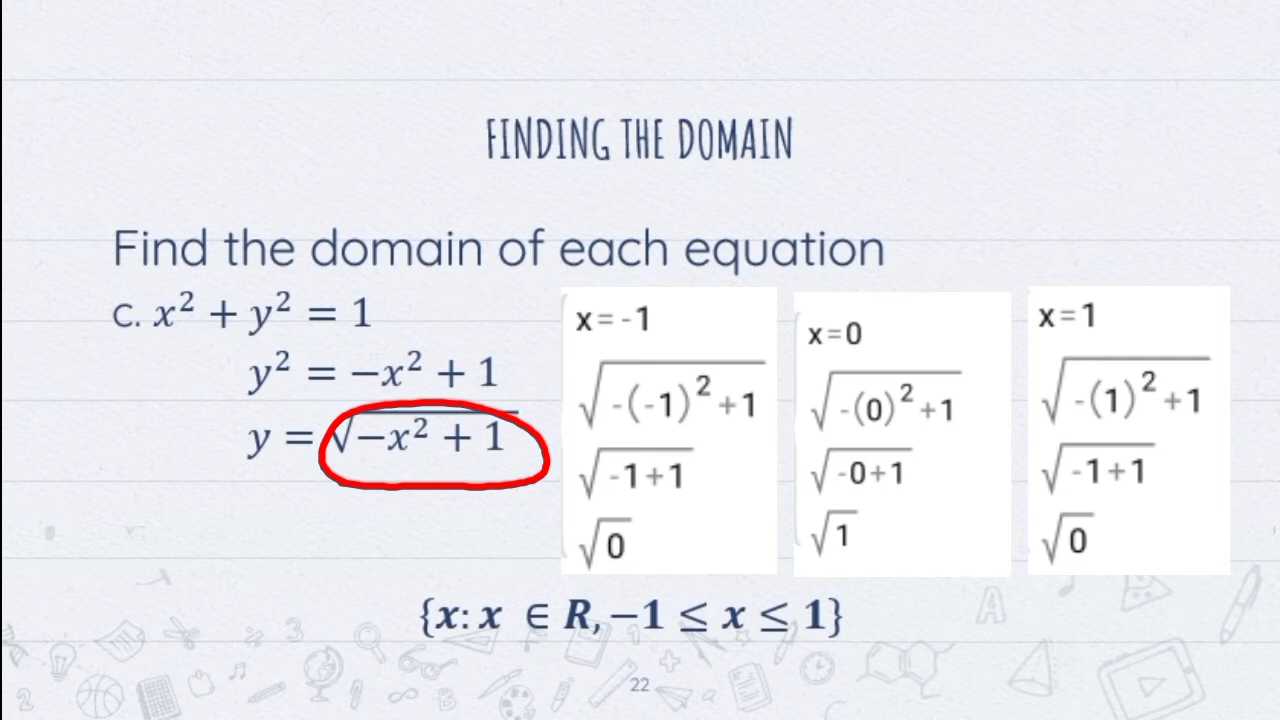 FINDING THE DOMAIN
Find the domain of each equation
C. x² + y² = 1
y² = −x² + 1
y = √−x² + 1
x = -1
√-(-1)² + 1
√-1+1
√0
x=0
√-(0)² +1
√-0+1
√1
x=1
√-(1)² +1
√-1+1
√0
{x: x ∈ R, −1 ≤ x ≤ 1}
22